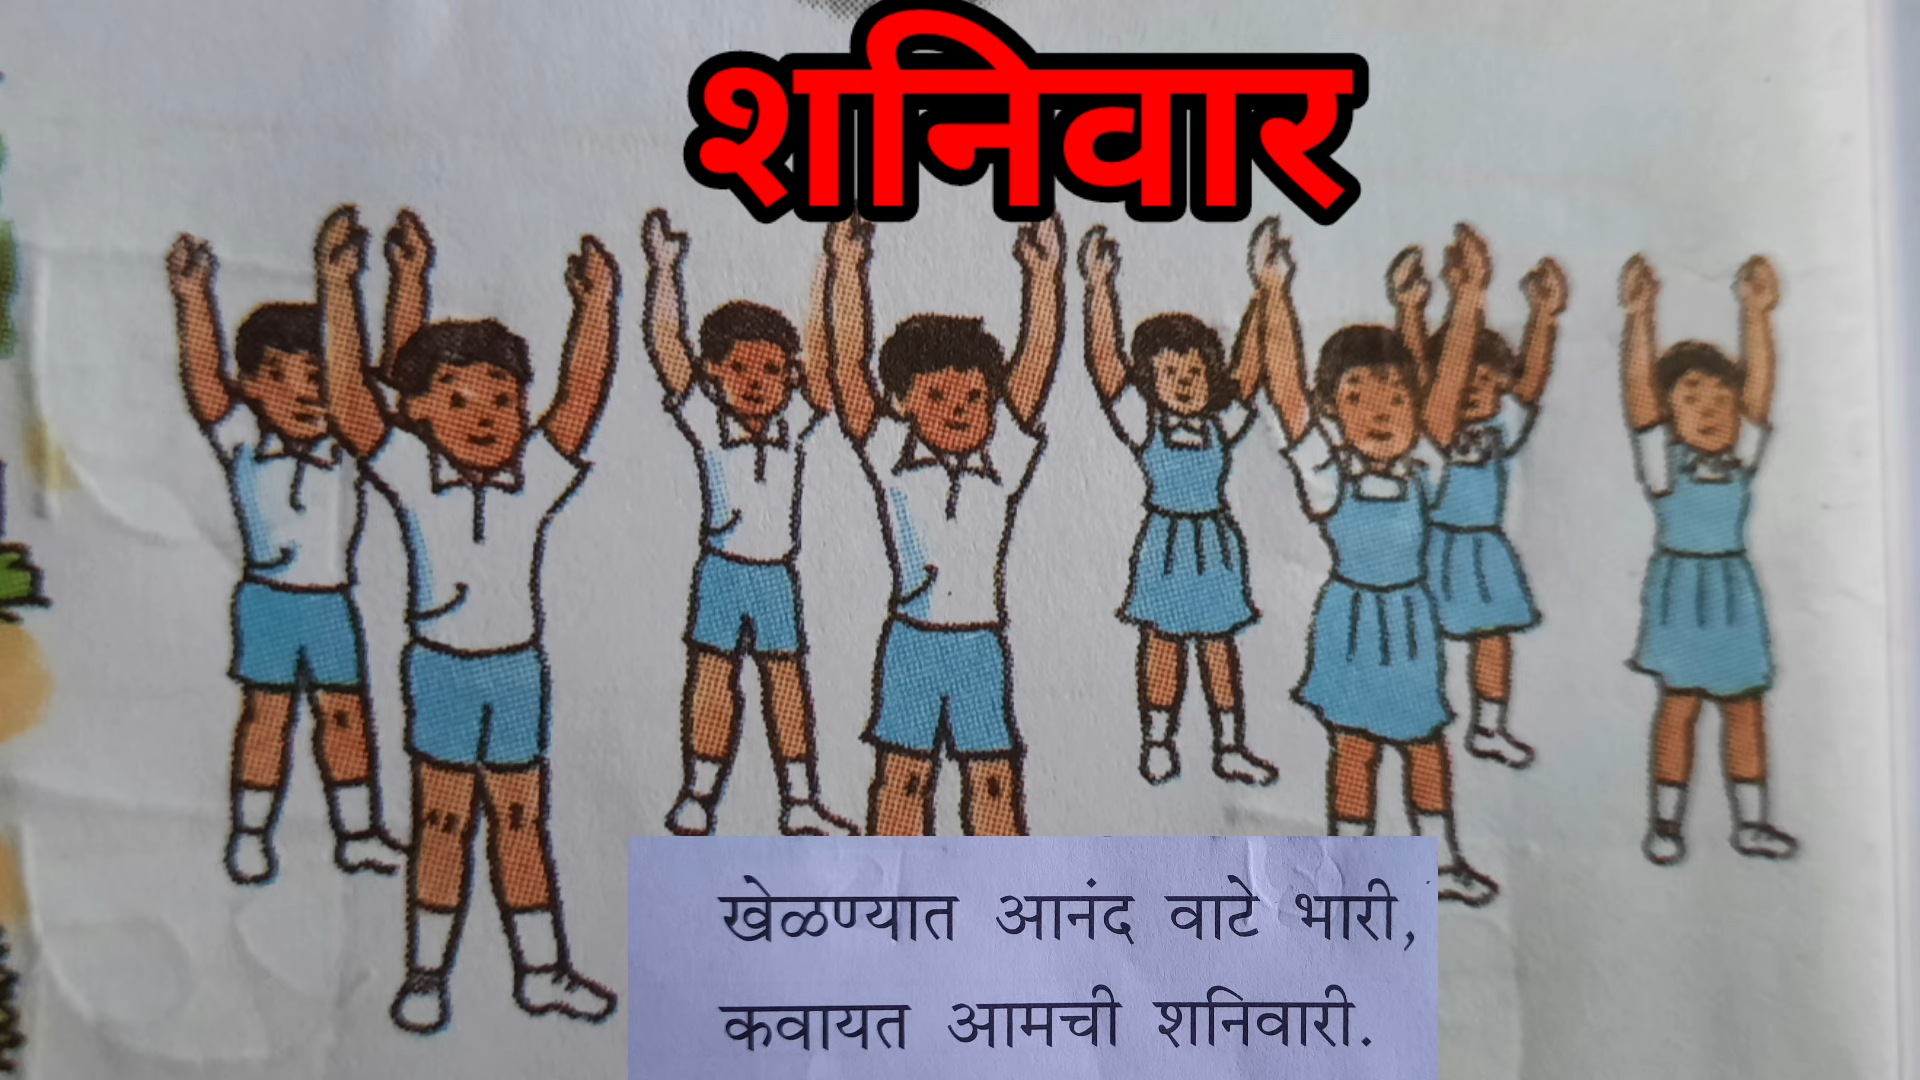 शनिवार
खेळण्यात आनंद वाटे भारी,
कवायत आमची शनिवारी.